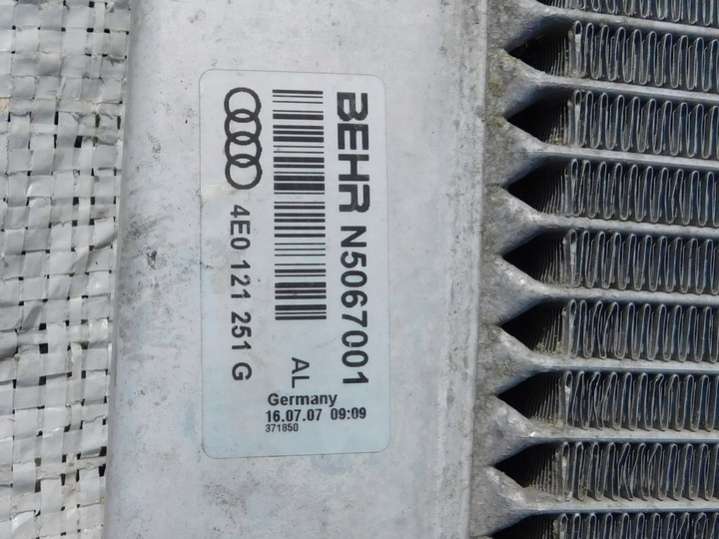 BEHR N5067001
4E0 121 251 G
AL
Germany
16.07.07 09:09
371850